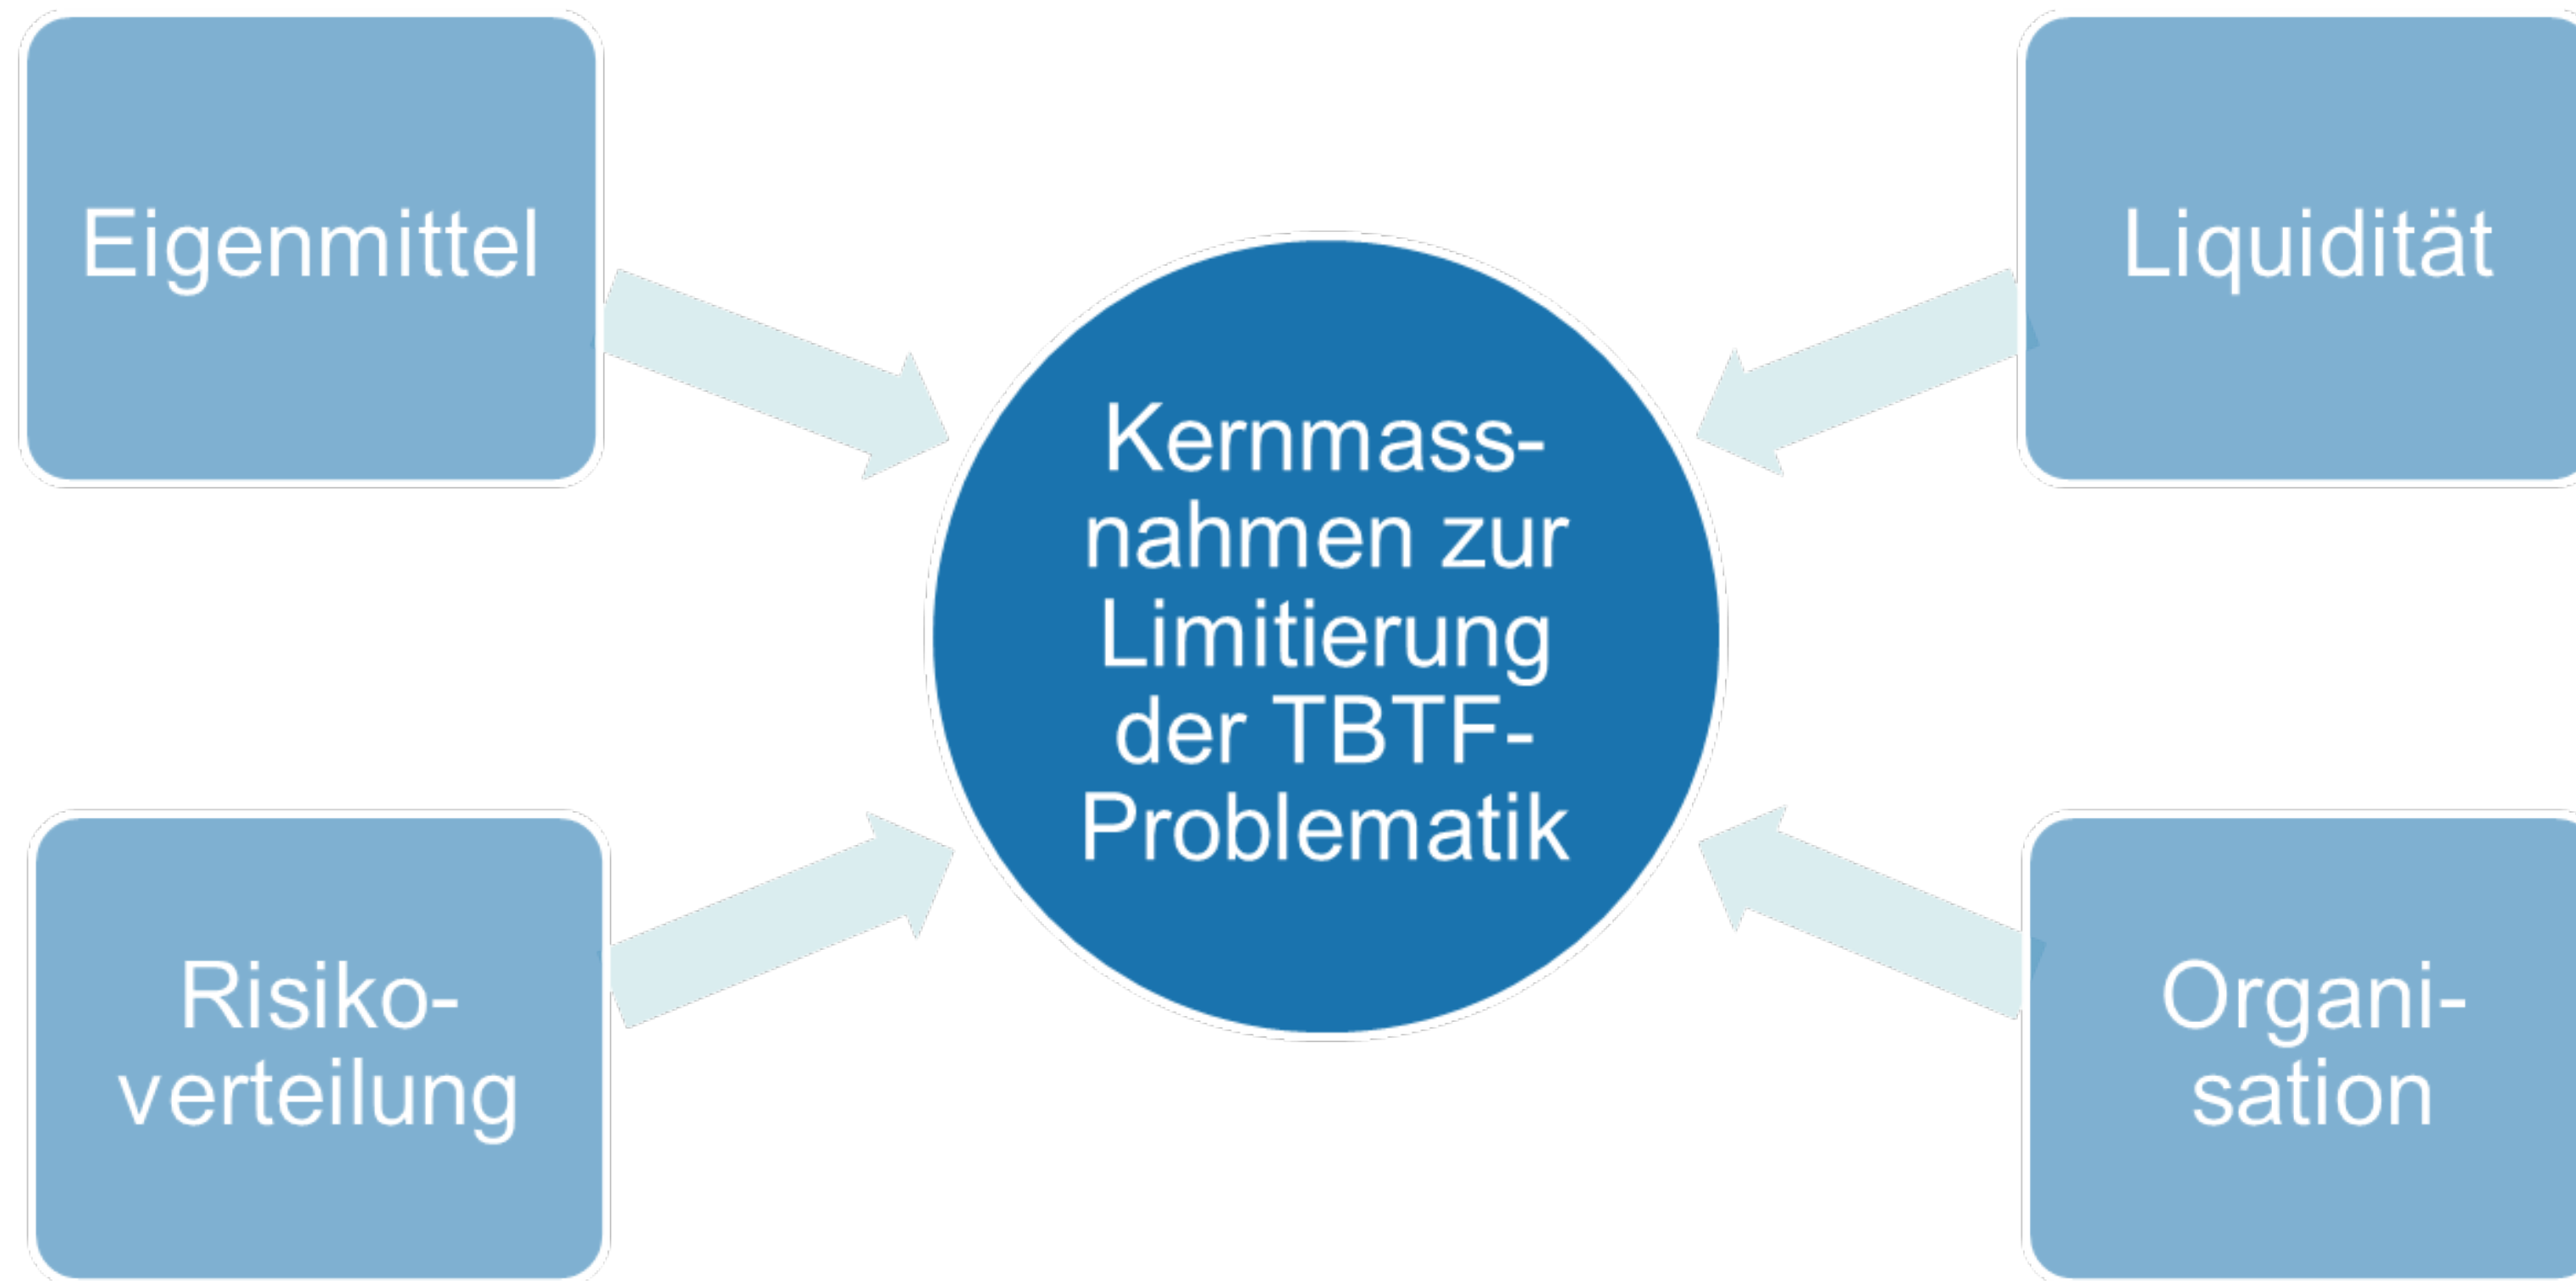 Eigenmittel
Liquidität
Kernmass-
nahmen zur
Limitierung
der TBTF-
Problematik
Risiko-
verteilung
Organi-
sation